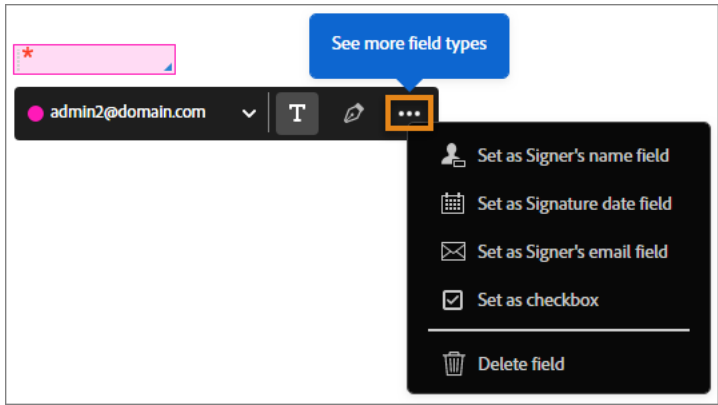 See more field types
*
admin2@domain.com T
Set as Signer's name field
Set as Signature date field
Set as Signer's email field
Set as checkbox
Delete field